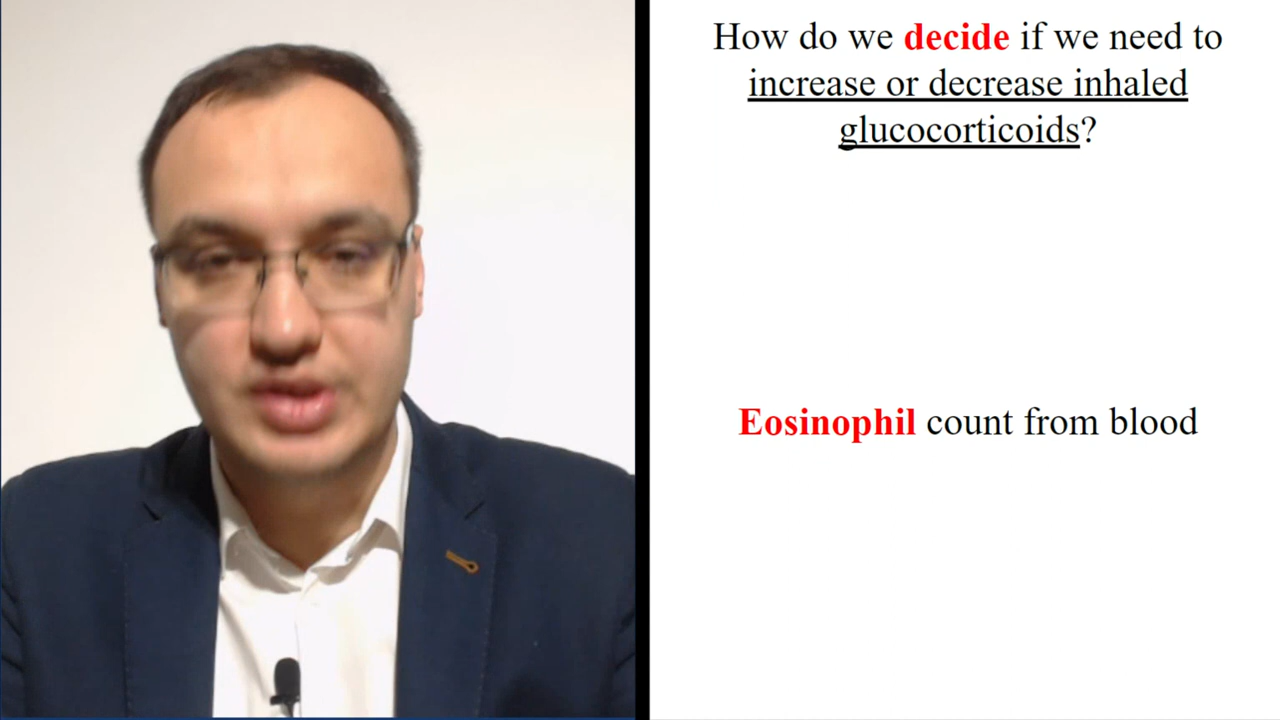 How do we decide if we need to
increase or decrease inhaled
glucocorticoids?
Eosinophil count from blood